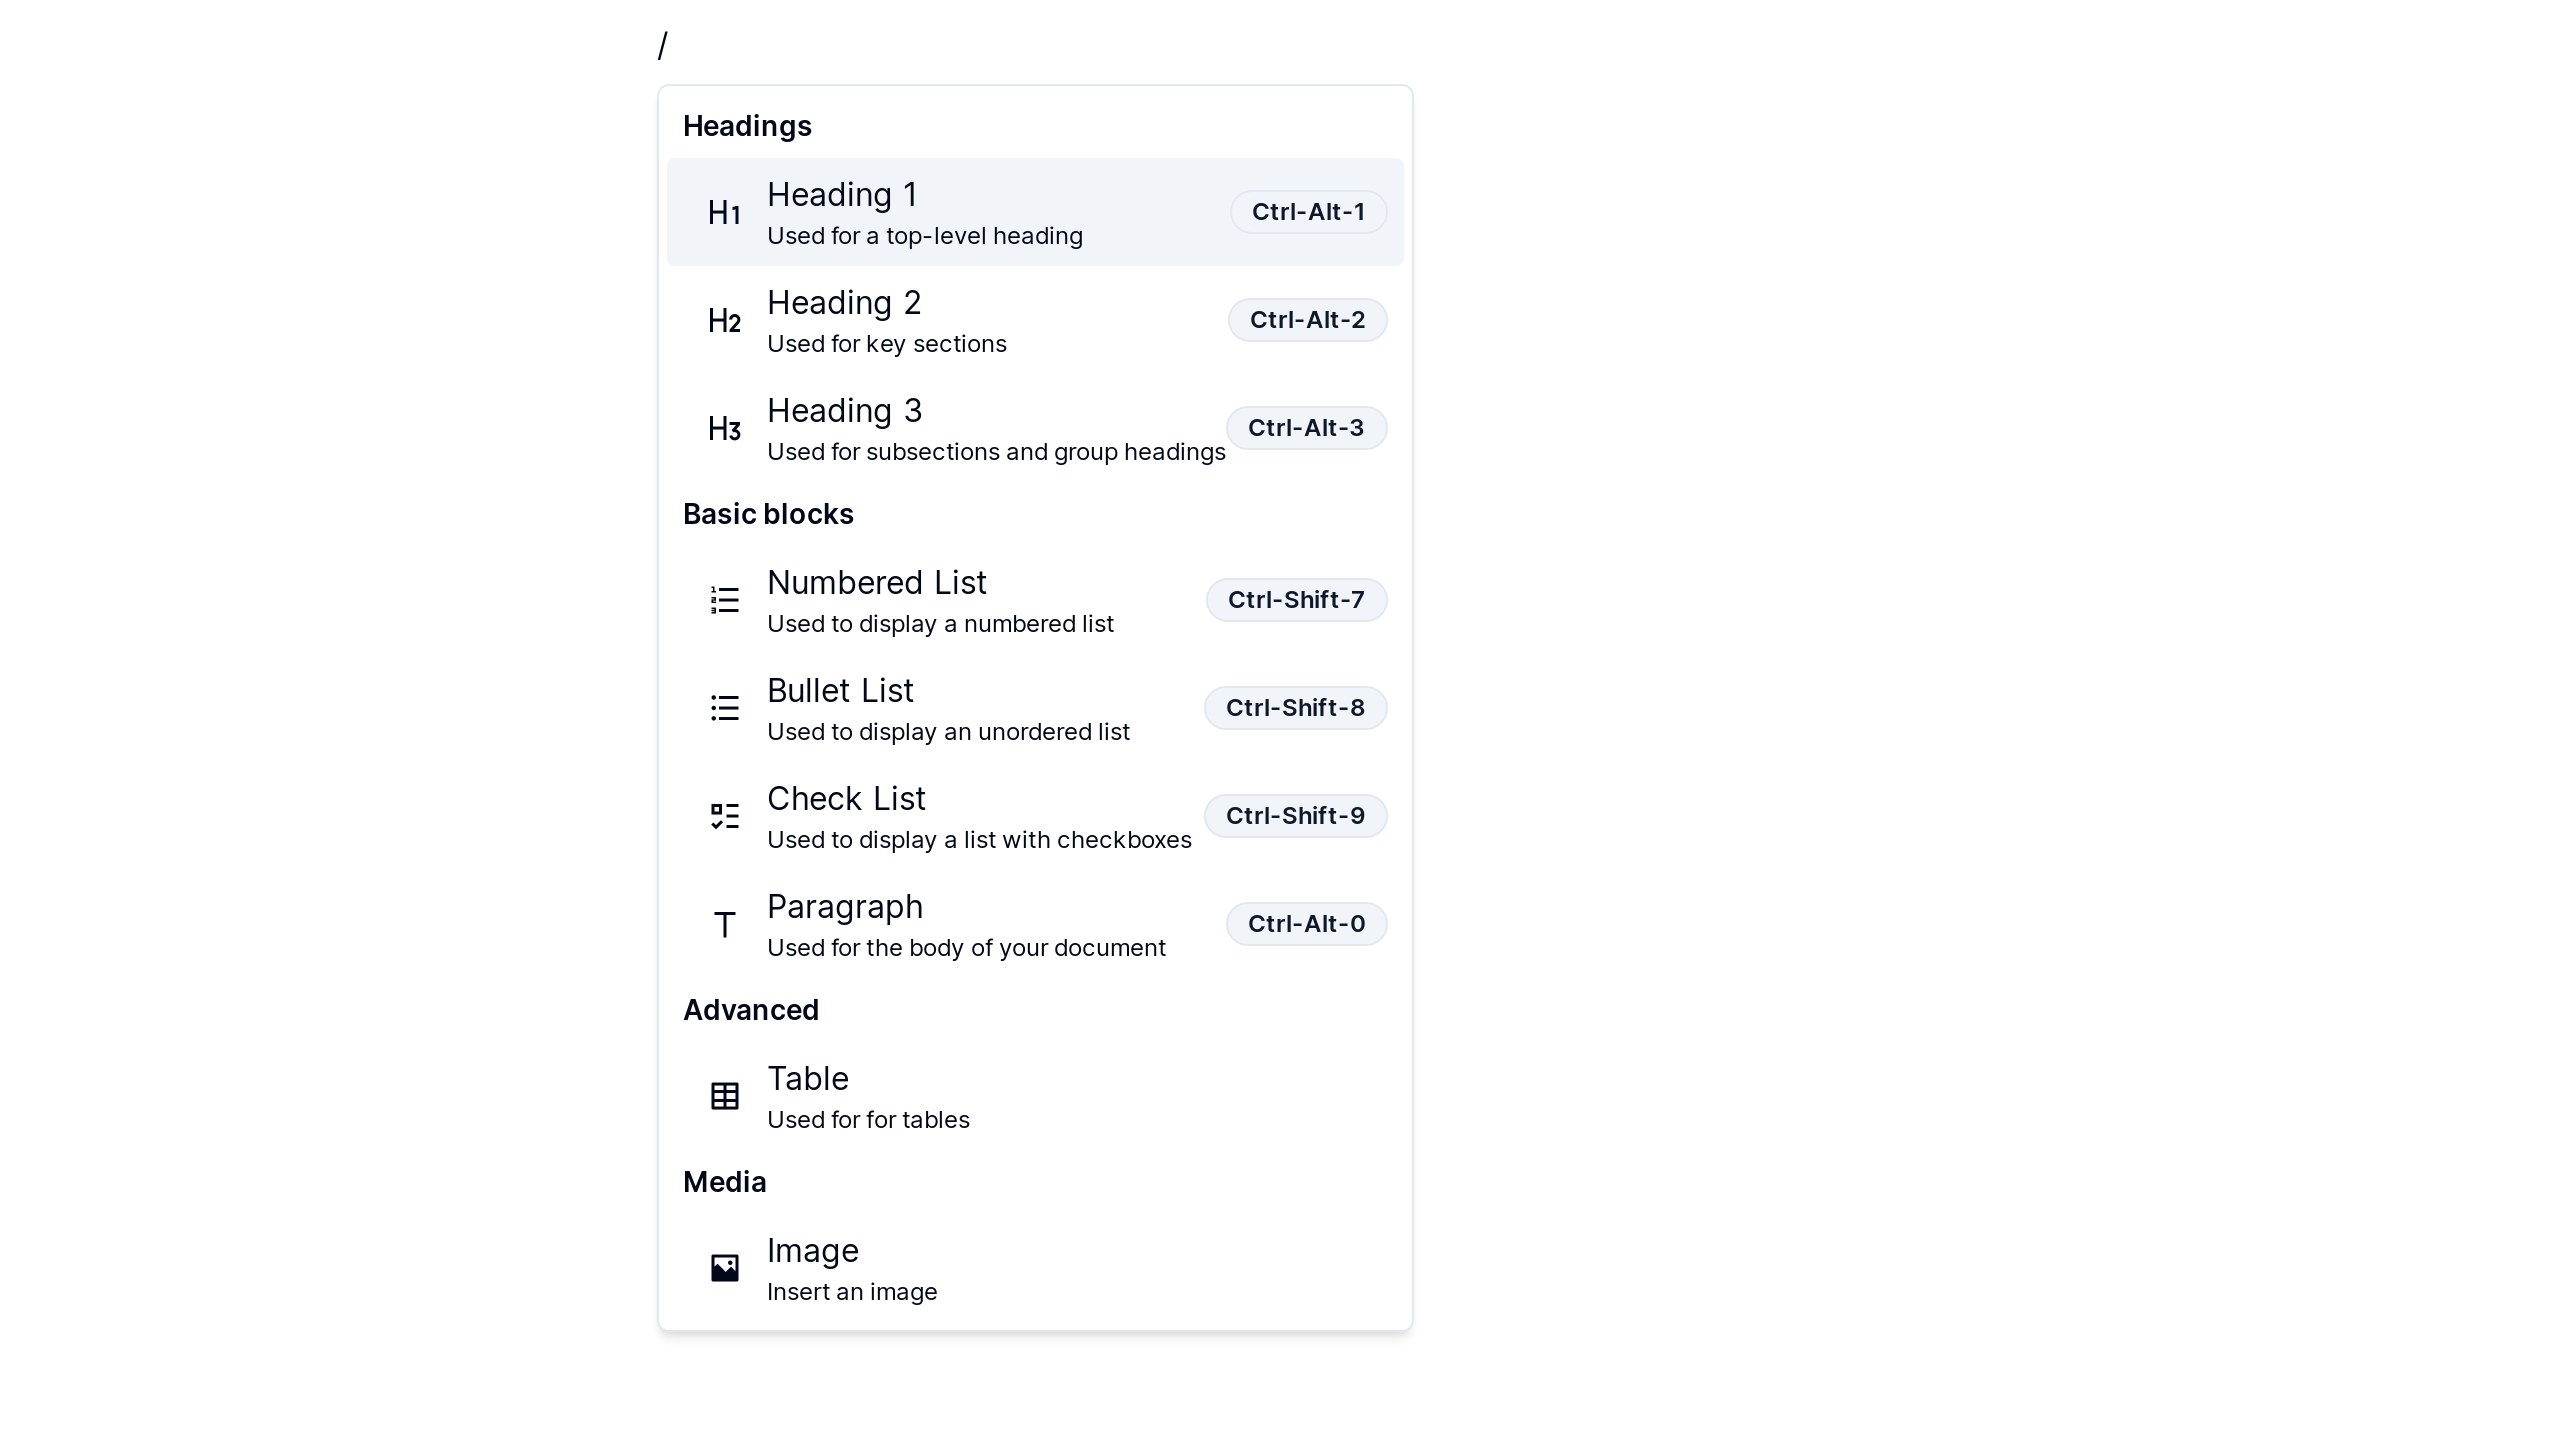 /
Headings
H1 Heading 1 Ctrl-Alt-1
Used for a top-level heading
H2 Heading 2 Ctrl-Alt-2
Used for key sections
H3 Heading 3 Ctrl-Alt-3
Used for subsections and group headings
Basic blocks
Numbered List Ctrl-Shift-7
Used to display a numbered list
Bullet List Ctrl-Shift-8
Used to display an unordered list
Check List Ctrl-Shift-9
Used to display a list with checkboxes
T Paragraph Ctrl-Alt-0
Used for the body of your document
Advanced
Table
Used for for tables
Media
Image
Insert an image